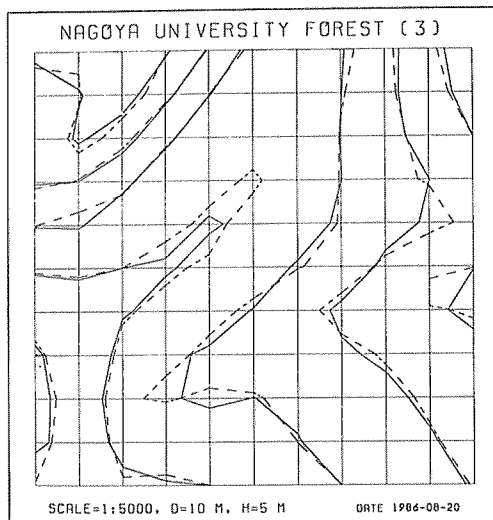 NAGOYA UNIVERSITY FOREST (3)
SCALE=1:5000, D=10 M, H=5 M DATE 1986-08-20